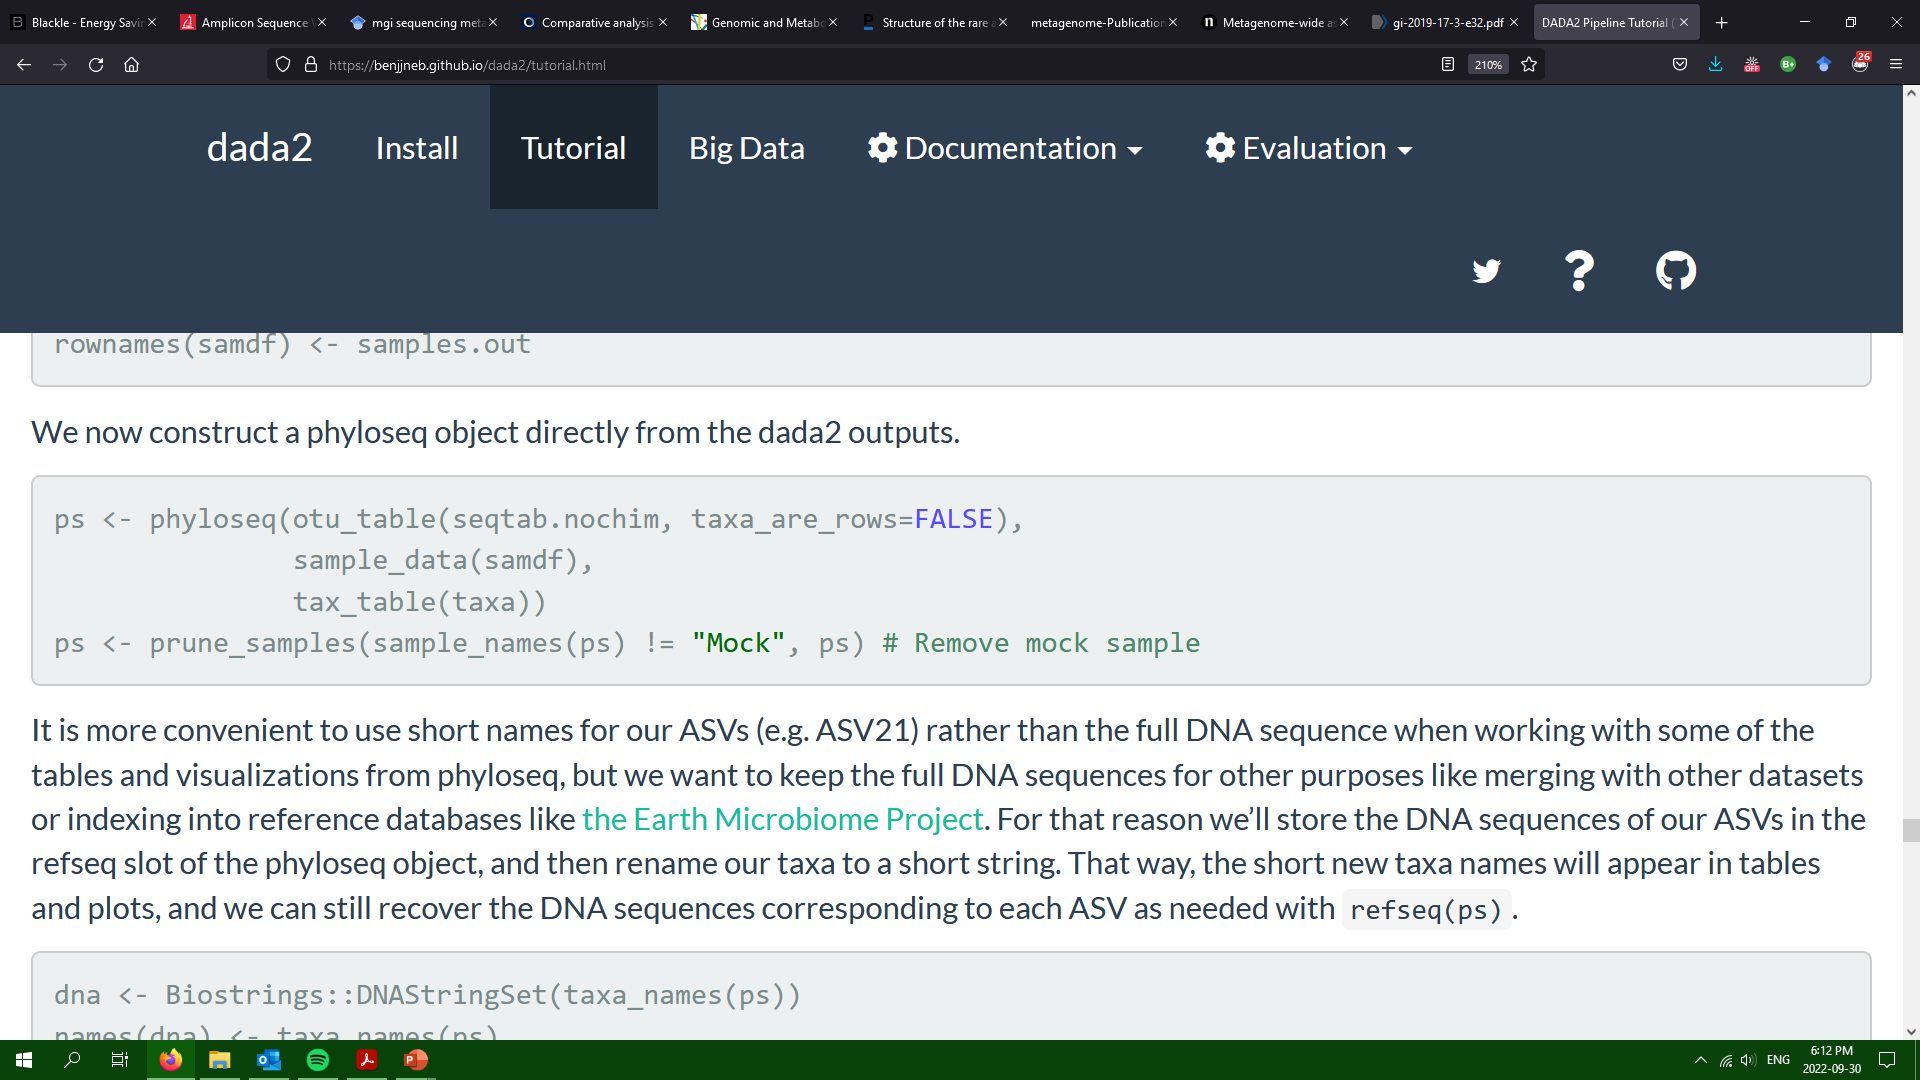 Blackle - Energy Savin
Amplicon Sequence V
mgi sequencing meta
Comparative analysis
Genomic and Metabo
Structure of the rare a
metagenome-Publication
Metagenome-wide as
gi-2019-17-3-e32.pdf
DADA2 Pipeline Tutorial (
https://benjjneb.github.io/dada2/tutorial.html
210%
OFF
B+
26
dada2
Install
Tutorial
Big Data
Documentation
Evaluation
rownames(samdf) <- samples.out
We now construct a phyloseq object directly from the dada2 outputs.
ps <- phyloseq(otu_table(seqtab.nochim, taxa_are_rows=FALSE),
sample_data(samdf),
tax_table(taxa))
ps <- prune_samples(sample_names(ps) != "Mock", ps) # Remove mock sample
It is more convenient to use short names for our ASVs (e.g. ASV21) rather than the full DNA sequence when working with some of the
tables and visualizations from phyloseq, but we want to keep the full DNA sequences for other purposes like merging with other datasets
or indexing into reference databases like the Earth Microbiome Project. For that reason we’ll store the DNA sequences of our ASVs in the
refseq slot of the phyloseq object, and then rename our taxa to a short string. That way, the short new taxa names will appear in tables
and plots, and we can still recover the DNA sequences corresponding to each ASV as needed with refseq(ps).
dna <- Biostrings::DNAStringSet(taxa_names(ps))
names(dna) <- taxa_names(ps)
ENG
6:12 PM
2022-09-30